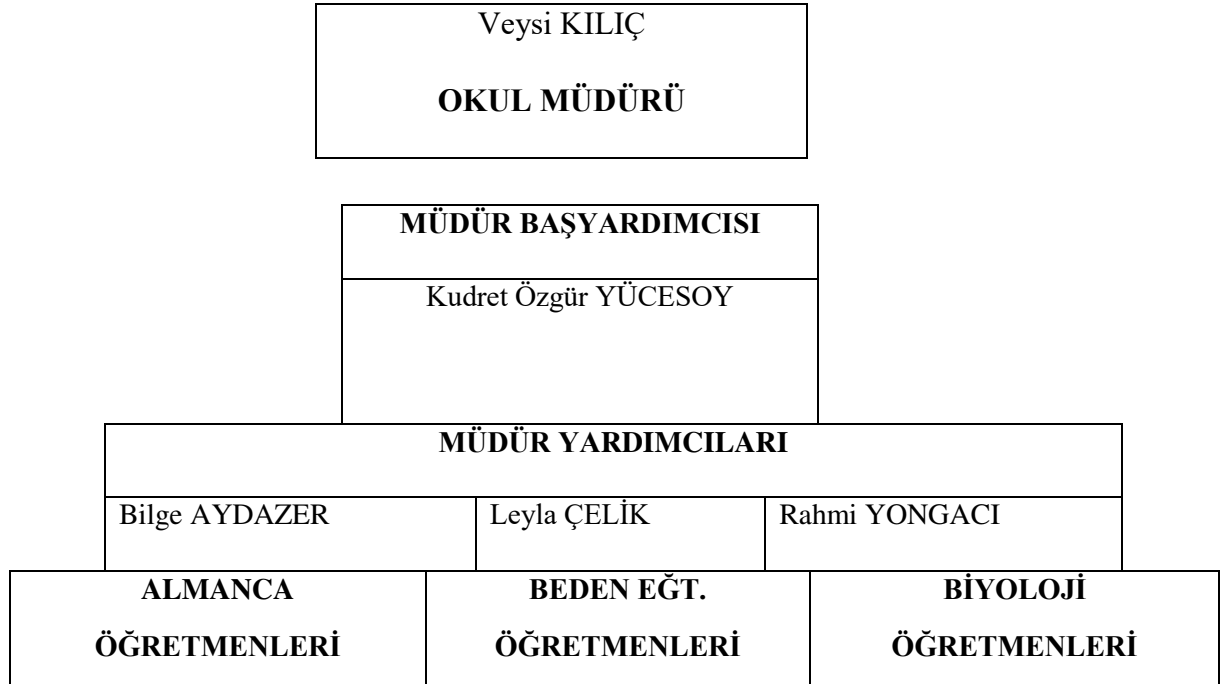 Veysi KILIÇ
OKUL MÜDÜRÜ
MÜDÜR BAŞYARDIMCISI
Kudret Özgür YÜCESOY
MÜDÜR YARDIMCILARI
Bilge AYDAZER
Leyla ÇELİK
Rahmi YONGACI
ALMANCA
ÖĞRETMENLERİ
BEDEN EĞT.
ÖĞRETMENLERİ
BİYOLOJİ
ÖĞRETMENLERİ